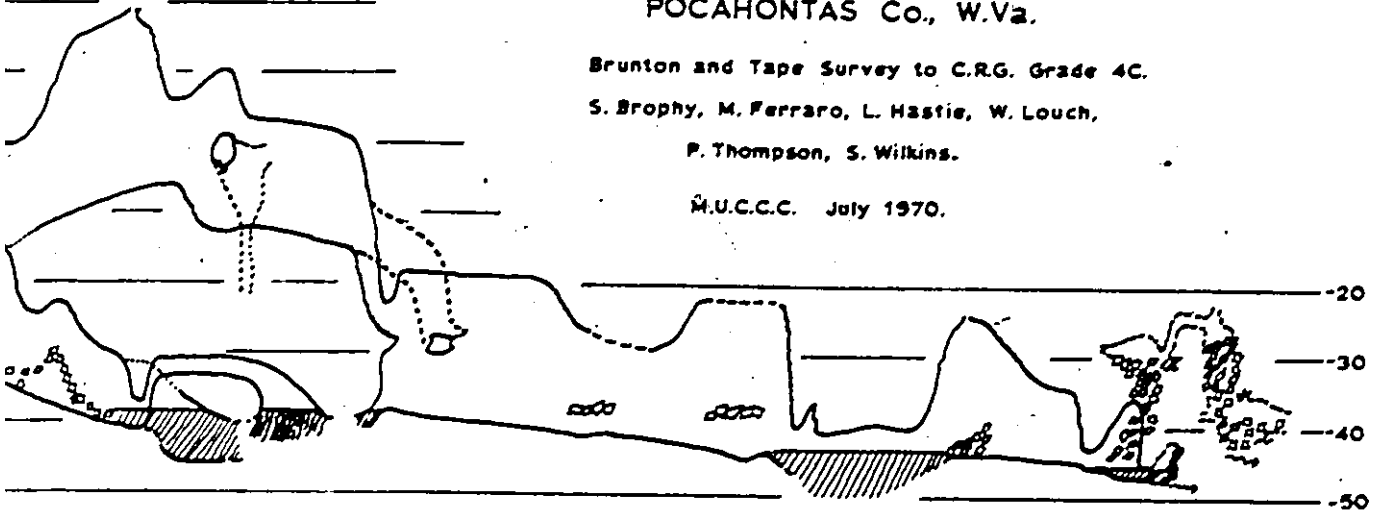 POCAHONTAS Co., W.Va.
Brunton and Tape Survey to C.R.G. Grade 4C.
S. Brophy, M. Ferraro, L. Hastie, W. Louch,
P. Thompson, S. Wilkins.
M.U.C.C.C. July 1970.
-20
-30
-40
-50